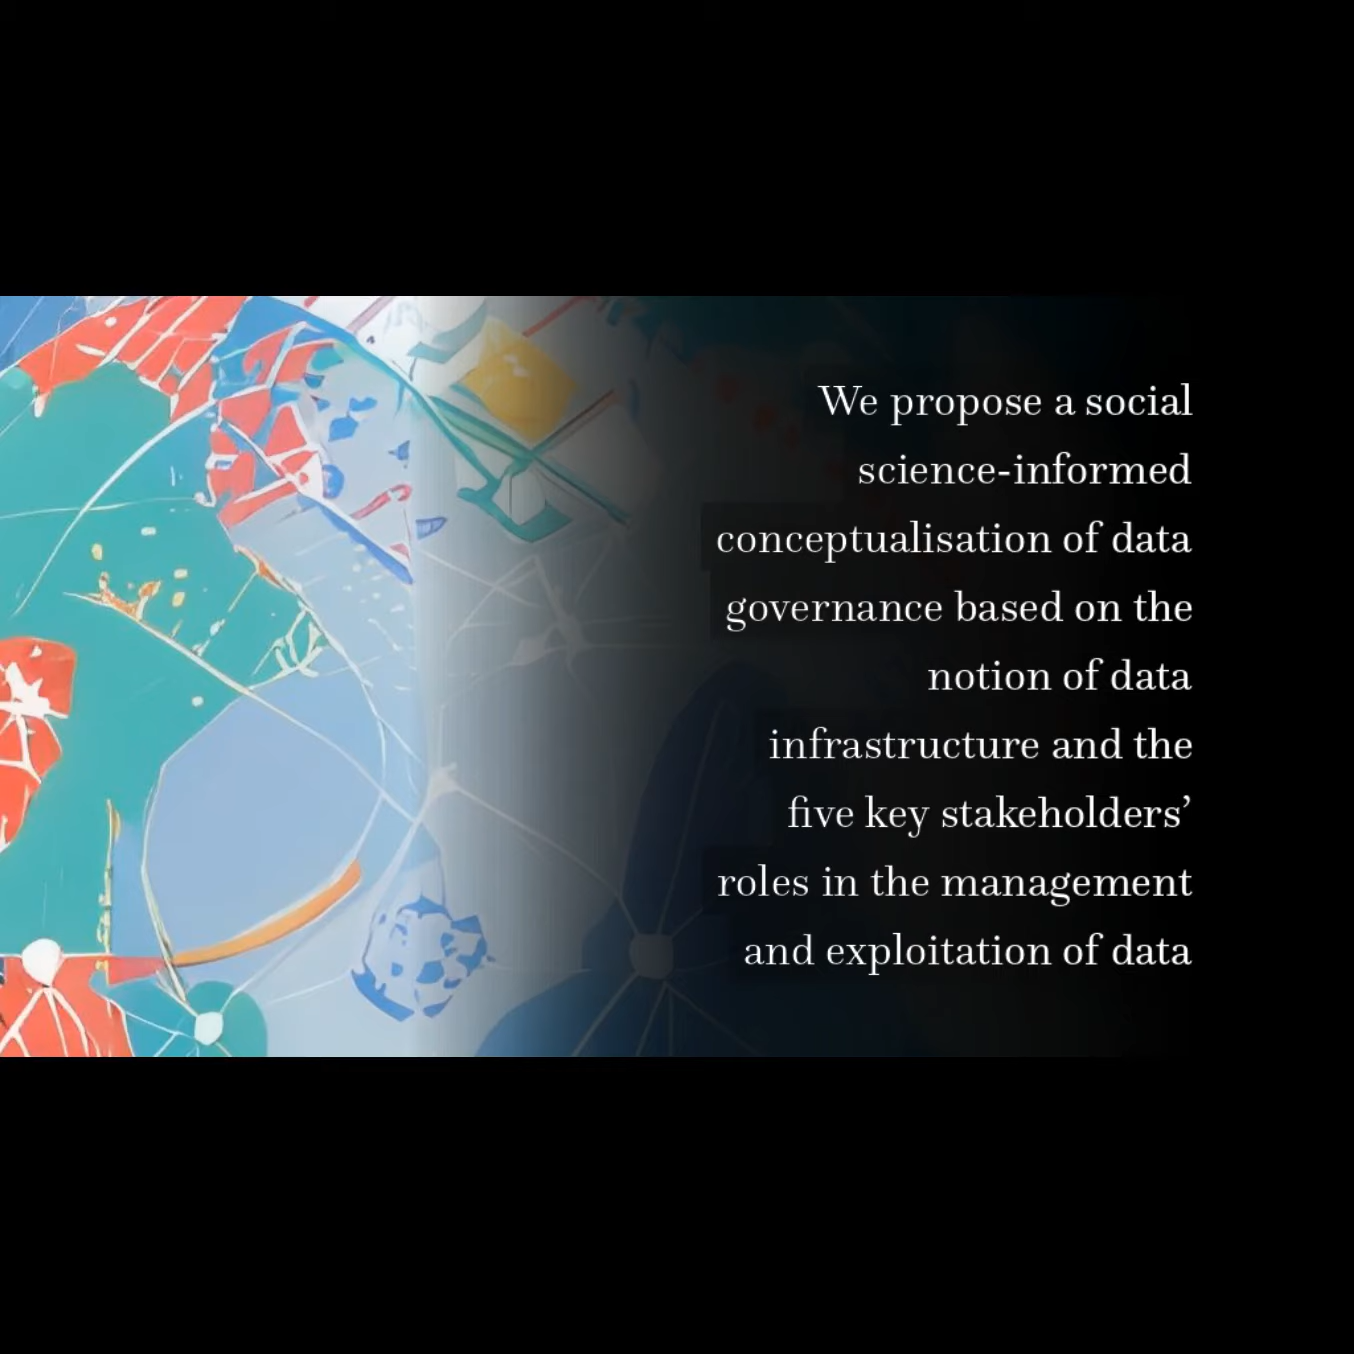 We propose a social
science-informed
conceptualisation of data
governance based on the
notion of data
infrastructure and the
five key stakeholders’
roles in the management
and exploitation of data